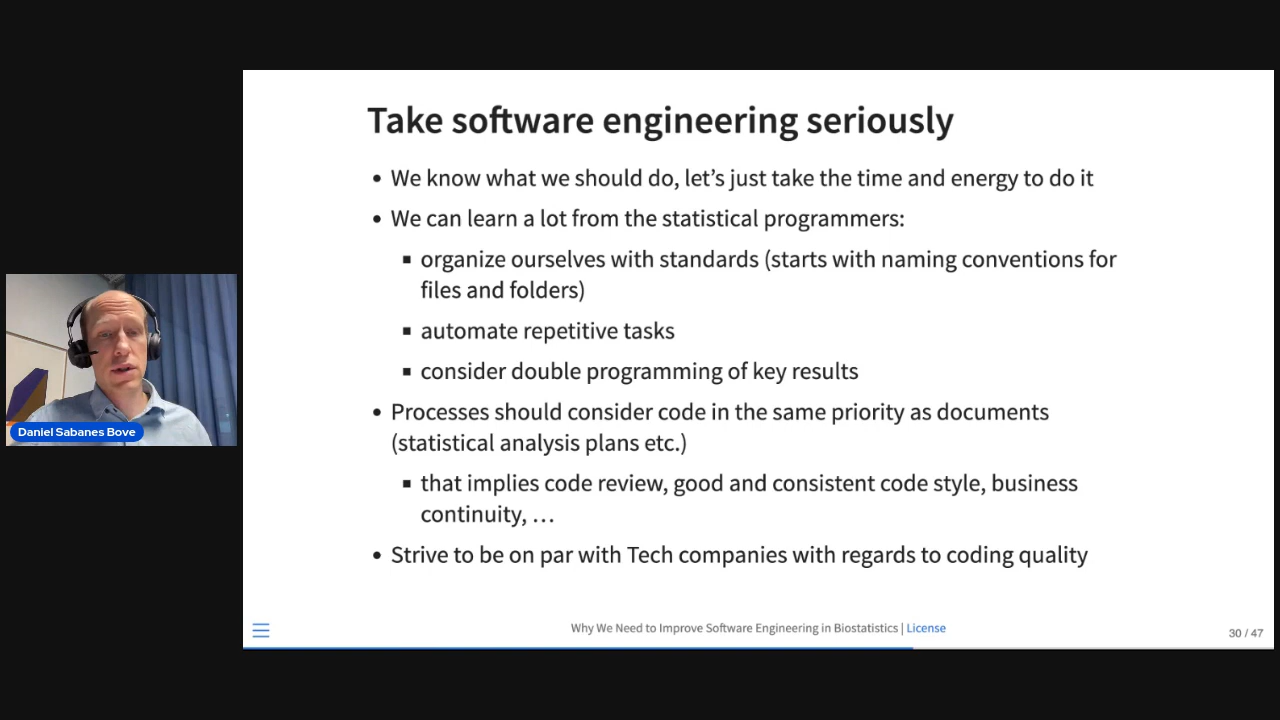 Take software engineering seriously
• We know what we should do, let’s just take the time and energy to do it
• We can learn a lot from the statistical programmers:
▪ organize ourselves with standards (starts with naming conventions for
files and folders)
▪ automate repetitive tasks
▪ consider double programming of key results
• Processes should consider code in the same priority as documents
(statistical analysis plans etc.)
▪ that implies code review, good and consistent code style, business
continuity, …
• Strive to be on par with Tech companies with regards to coding quality
Daniel Sabanes Bove
Why We Need to Improve Software Engineering in Biostatistics | License
30 / 47